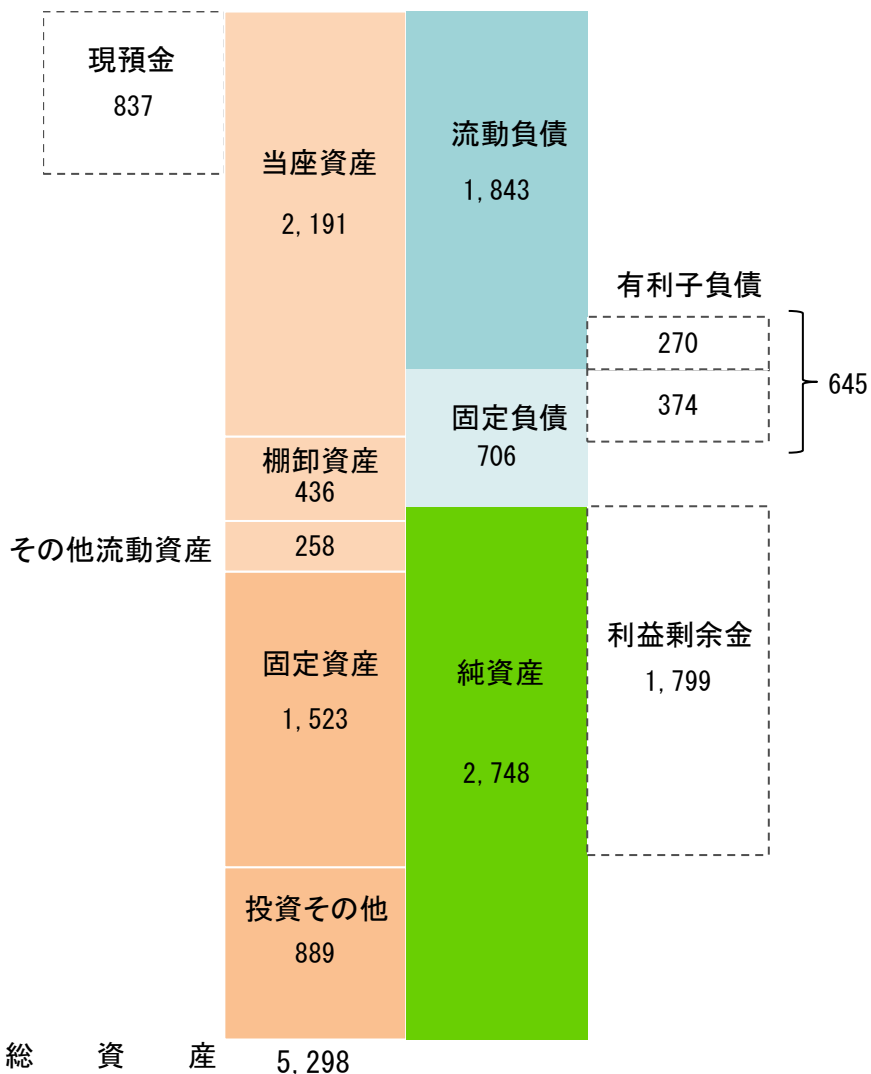 現預金
837
当座資産
2,191
流動負債
1,843
有利子負債
270
374
645
固定負債
706
棚卸資産
436
その他流動資産
258
固定資産
1,523
純資産
2,748
利益剰余金
1,799
投資その他
889
総 資 産 5,298